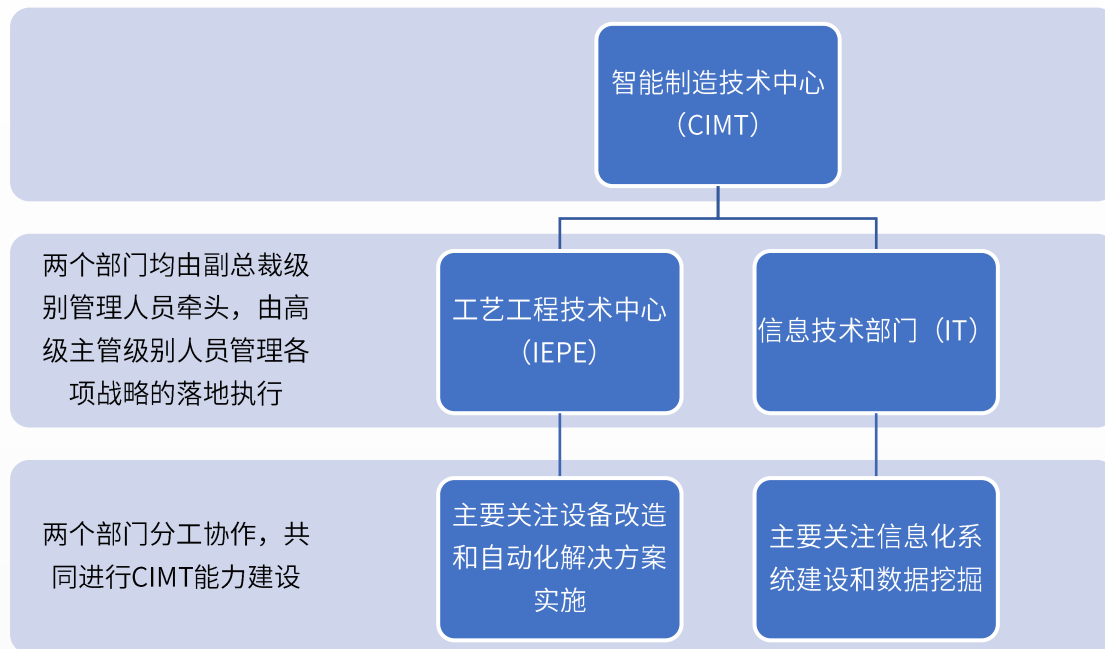 智能制造技术中心
（CIMT）
两个部门均由副总裁级
别管理人员牵头，由高
级主管级别人员管理各
项战略的落地执行
工艺工程技术中心
（IEPE）
信息技术部门（IT）
两个部门分工协作，共
同进行CIMT能力建设
主要关注设备改造
和自动化解决方案
实施
主要关注信息化系
统建设和数据挖掘